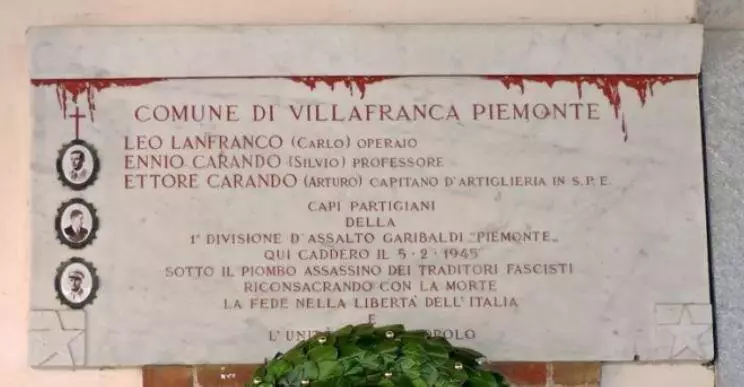 COMUNE DI VILLAFRANCA PIEMONTE
LEO LANFRANCO (CARLO) OPERAIO
ENNIO CARANDO (SILVIO) PROFESSORE
ETTORE CARANDO (ARTURO) CAPITANO D'ARTIGLIERIA IN S.P.E.
CAPI PARTIGIANI
DELLA
1ª DIVISIONE D'ASSALTO GARIBALDI "PIEMONTE„
QUI CADDERO IL 5·2·1945
SOTTO IL PIOMBO ASSASSINO DEI TRADITORI FASCISTI
RICONSACRANDO CON LA MORTE
LA FEDE NELLA LIBERTÀ DELL'ITALIA
E